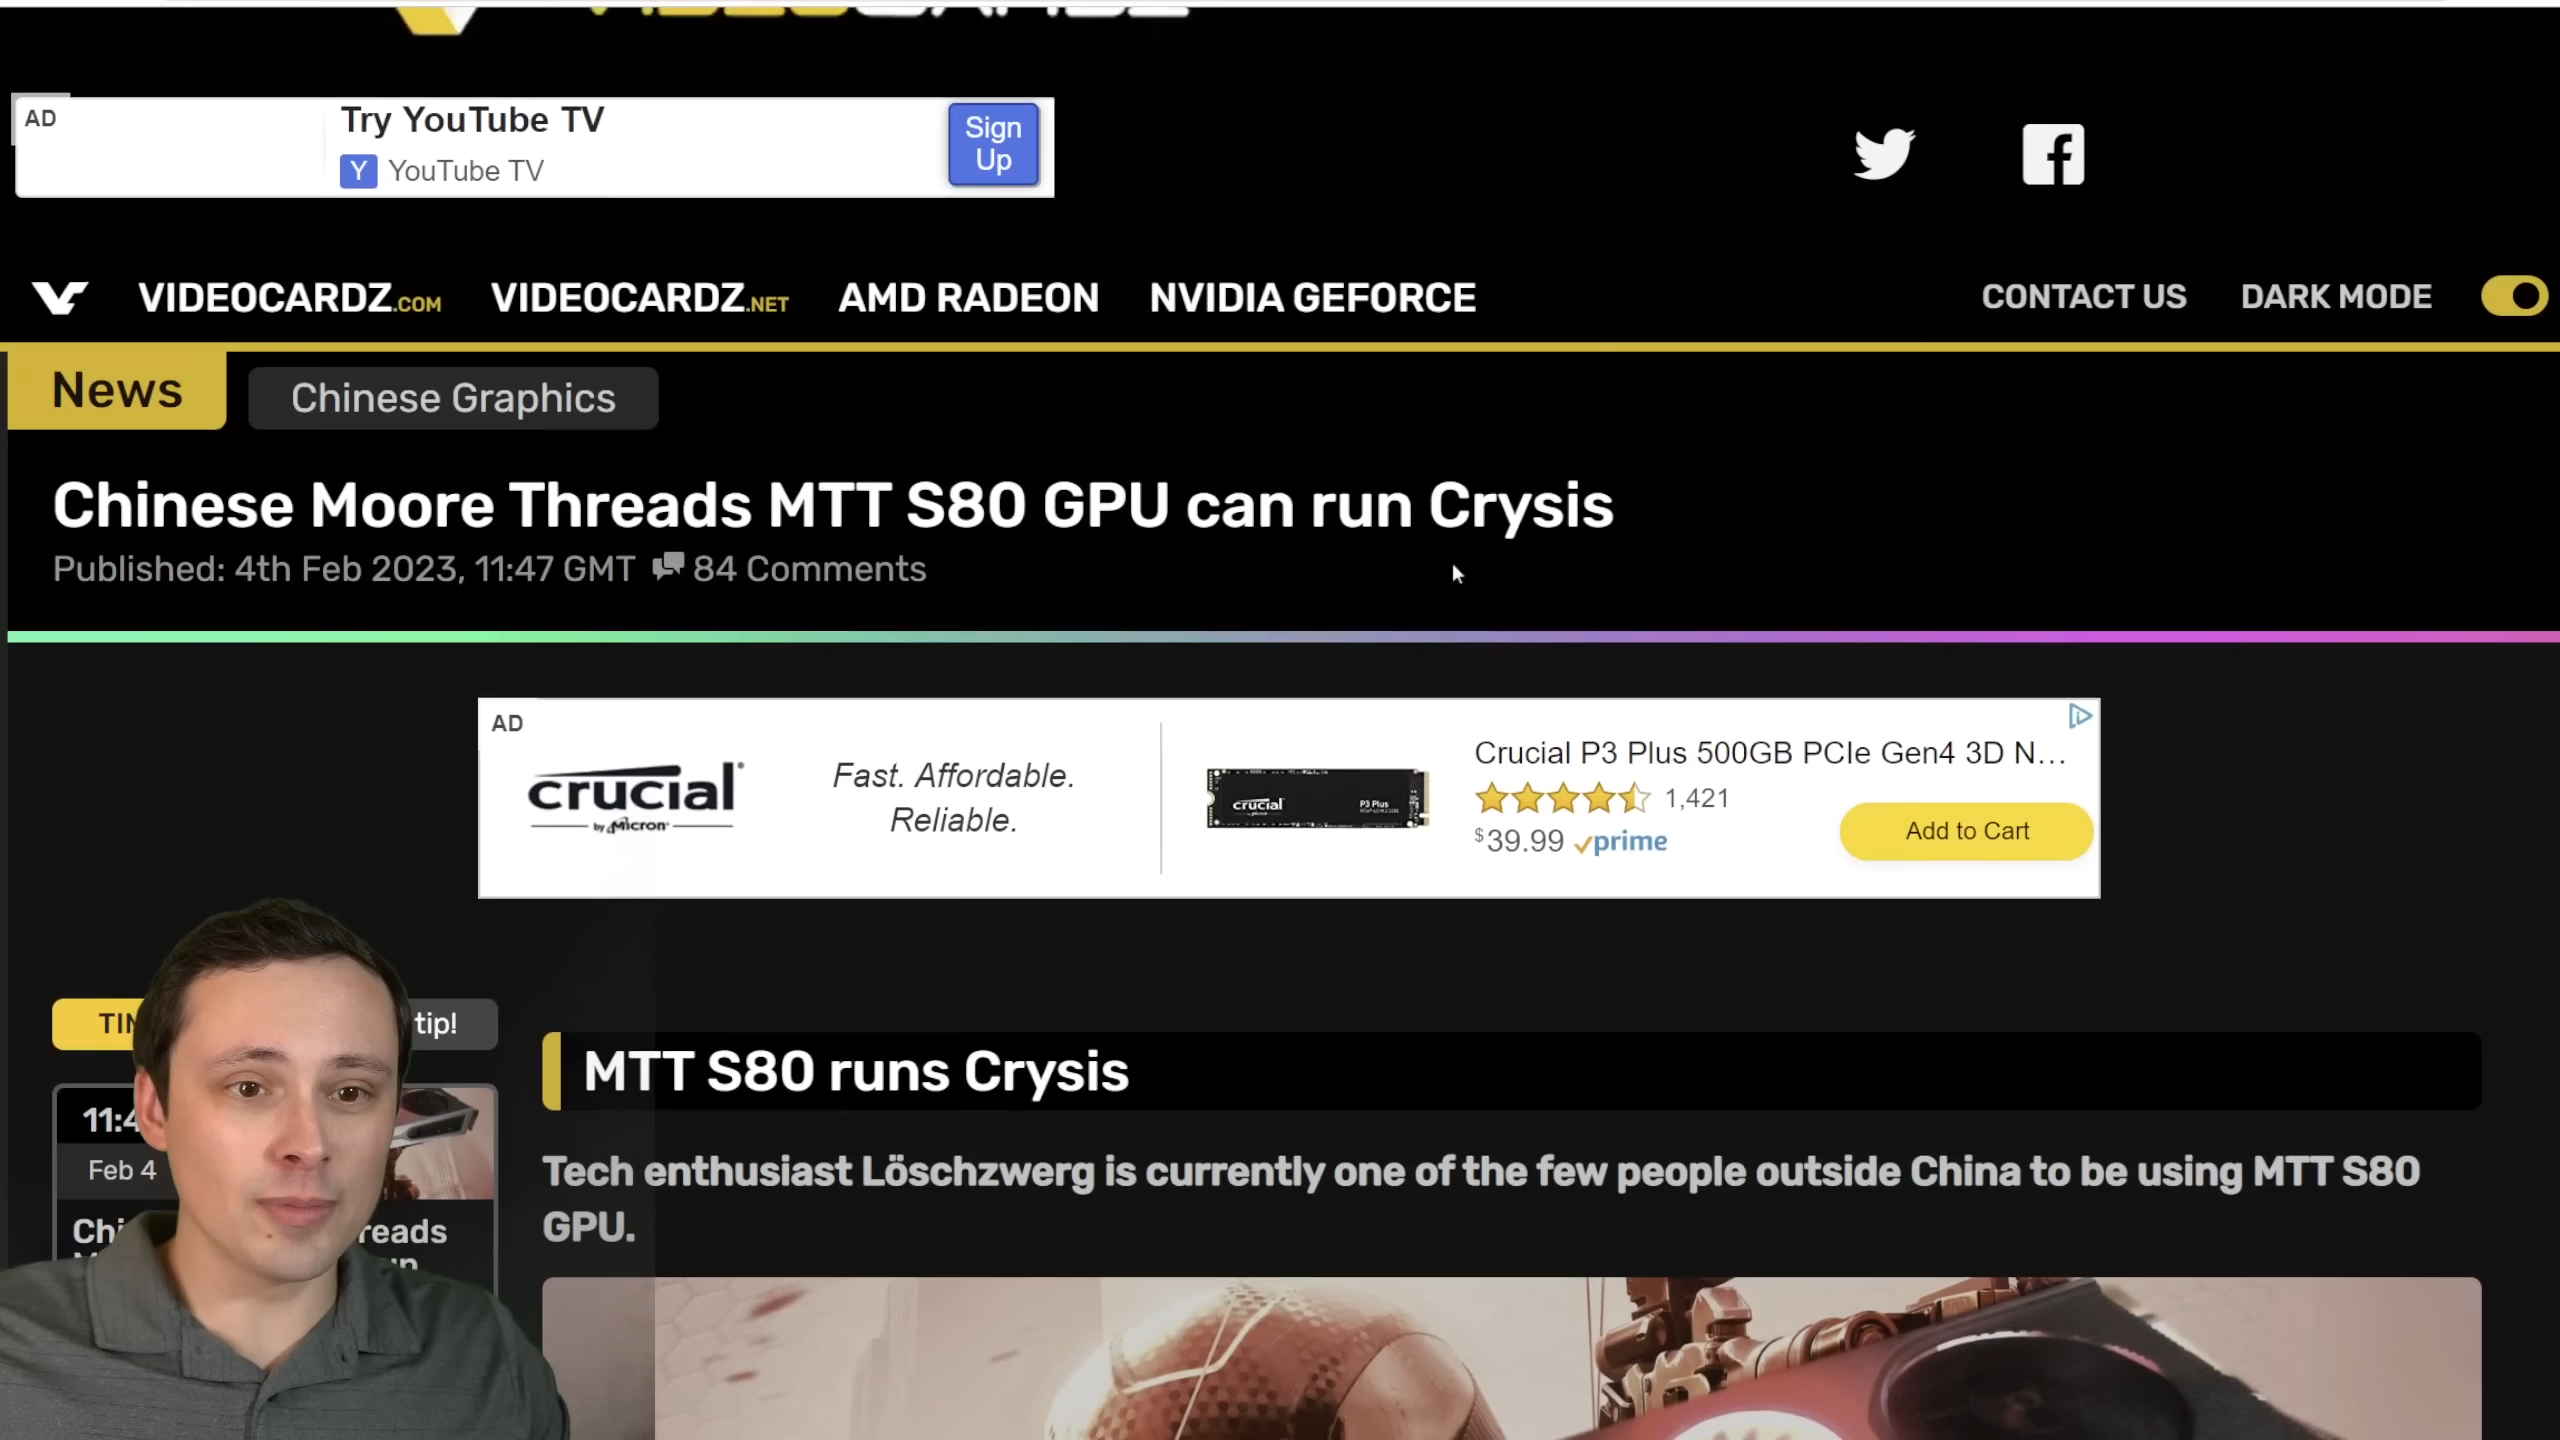 AD
Try YouTube TV
Y YouTube TV
Sign
Up
VIDEOCARDZ.COM VIDEOCARDZ.NET AMD RADEON NVIDIA GEFORCE CONTACT US DARK MODE
News Chinese Graphics
Chinese Moore Threads MTT S80 GPU can run Crysis
Published: 4th Feb 2023, 11:47 GMT 84 Comments
AD
crucial
by Micron
Fast. Affordable.
Reliable.
crucial P3 Plus
Crucial P3 Plus 500GB PCIe Gen4 3D N...
1,421
$39.99 prime
Add to Cart
tip!
Feb 4
MTT S80 runs Crysis
Tech enthusiast Löschzwerg is currently one of the few people outside China to be using MTT S80
GPU.